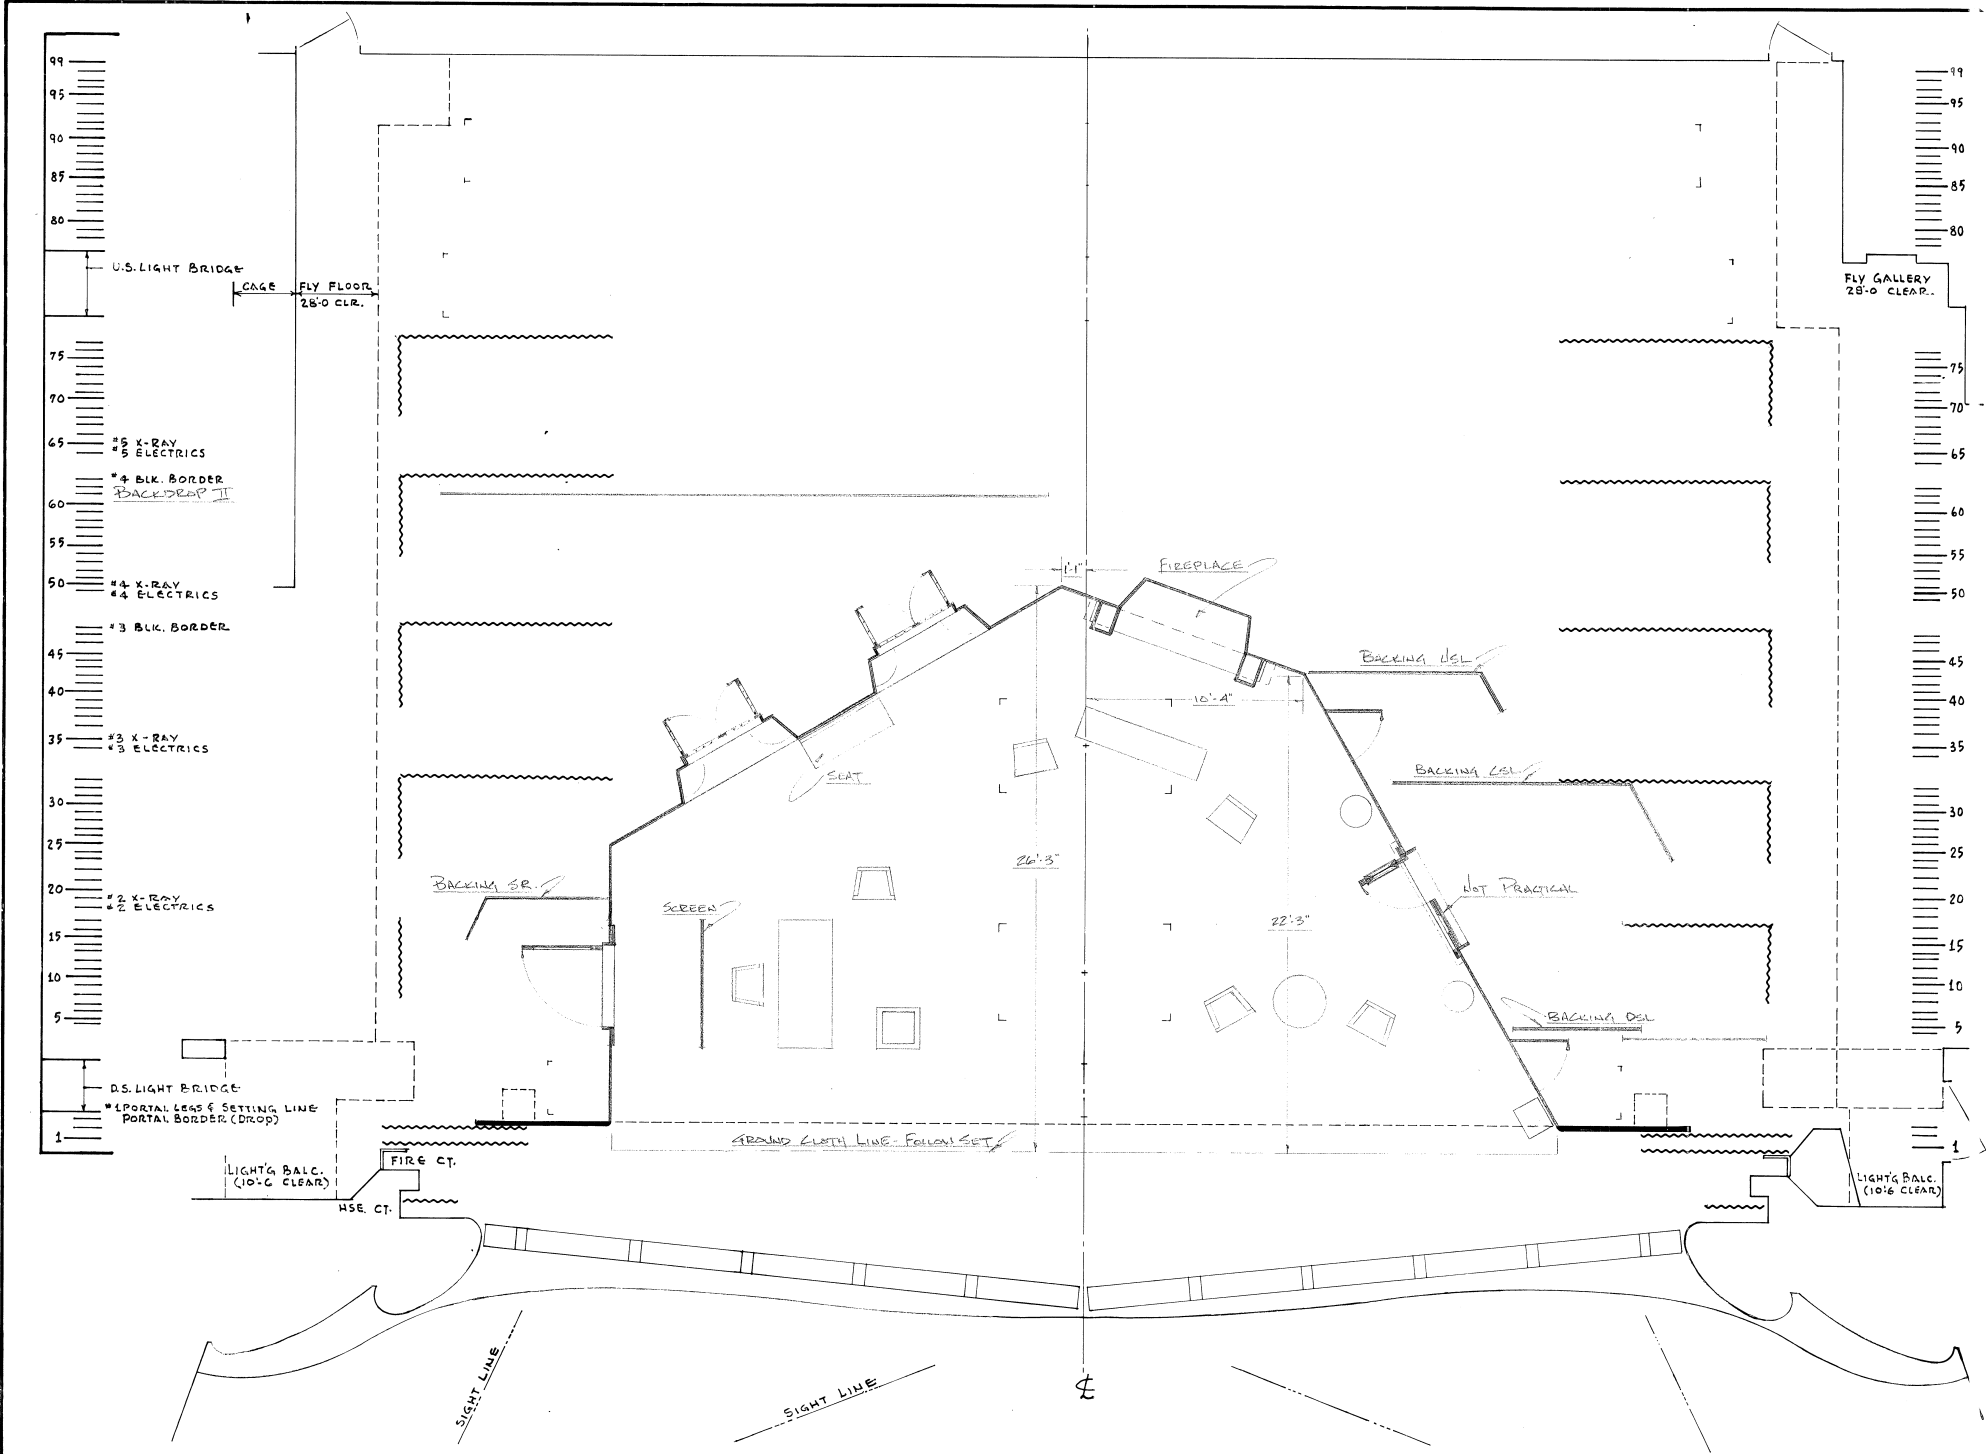 99
95
90
85
80
U.S. LIGHT BRIDGE
CAGE
FLY FLOOR
28'-0 CLR.
75
70
65
#5 X-RAY
#5 ELECTRICS
#4 BLK. BORDER
BACKDROP II
60
55
50
#4 X-RAY
#4 ELECTRICS
#3 BLK. BORDER
45
40
35
#3 X-RAY
#3 ELECTRICS
30
25
20
#2 X-RAY
#2 ELECTRICS
15
10
5
D.S. LIGHT BRIDGE
#1 PORTAL LEGS & SETTING LINE
PORTAL BORDER (DROP)
1
LIGHT'G BALC.
(10'-6 CLEAR)
FIRE CT.
HSE. CT.
1'-1"
FIREPLACE
BACKING USL
10'-4"
SEAT
BACKING CSL
26'-3"
BACKING SR.
SCREEN
NOT PRACTICAL
22'-3"
BACKING DSL
GROUND CLOTH LINE - FOLLOW SET
SIGHT LINE
SIGHT LINE
℄
99
95
90
85
80
FLY GALLERY
28'-0 CLEAR.
75
70
65
60
55
50
45
40
35
30
25
20
15
10
5
1
LIGHT'G BALC.
(10'-6 CLEAR)